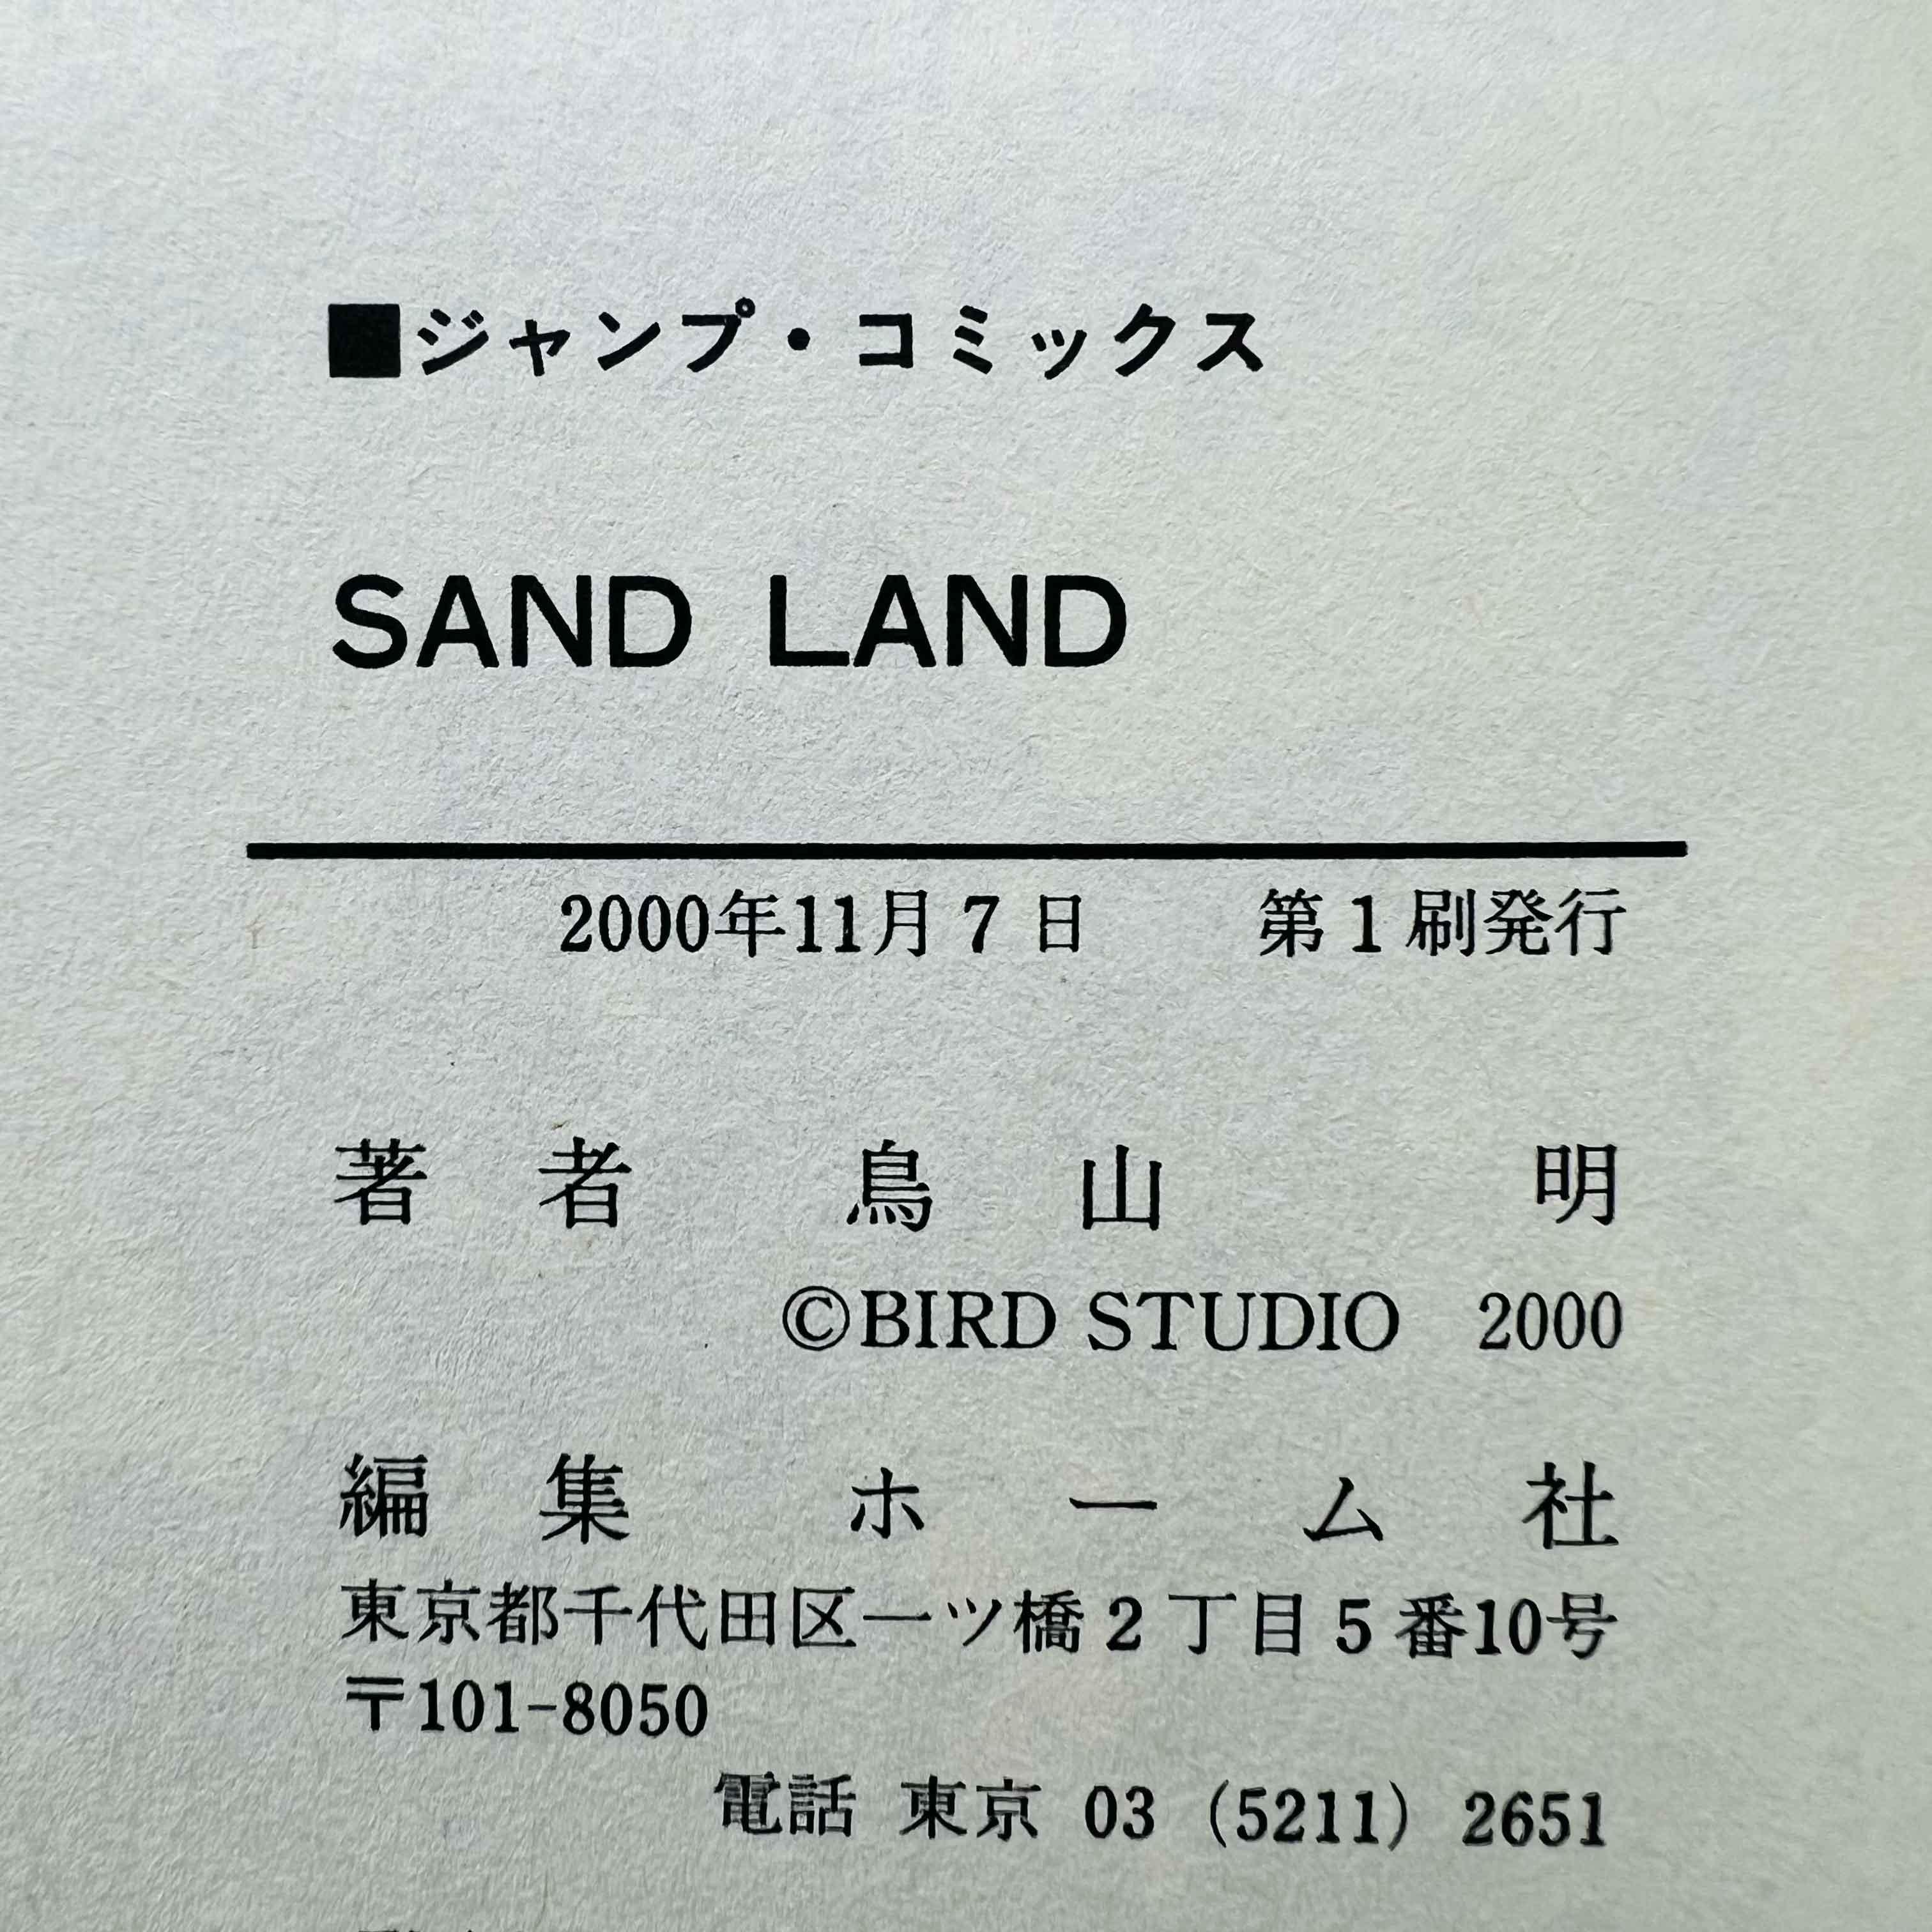 ■ジャンプ・コミックス
SAND LAND
2000年11月7日 第1刷発行
著者 鳥山明
©BIRD STUDIO 2000
編集 ホーム社
東京都千代田区一ツ橋2丁目5番10号
〒101-8050
電話 東京 03 (5211) 2651